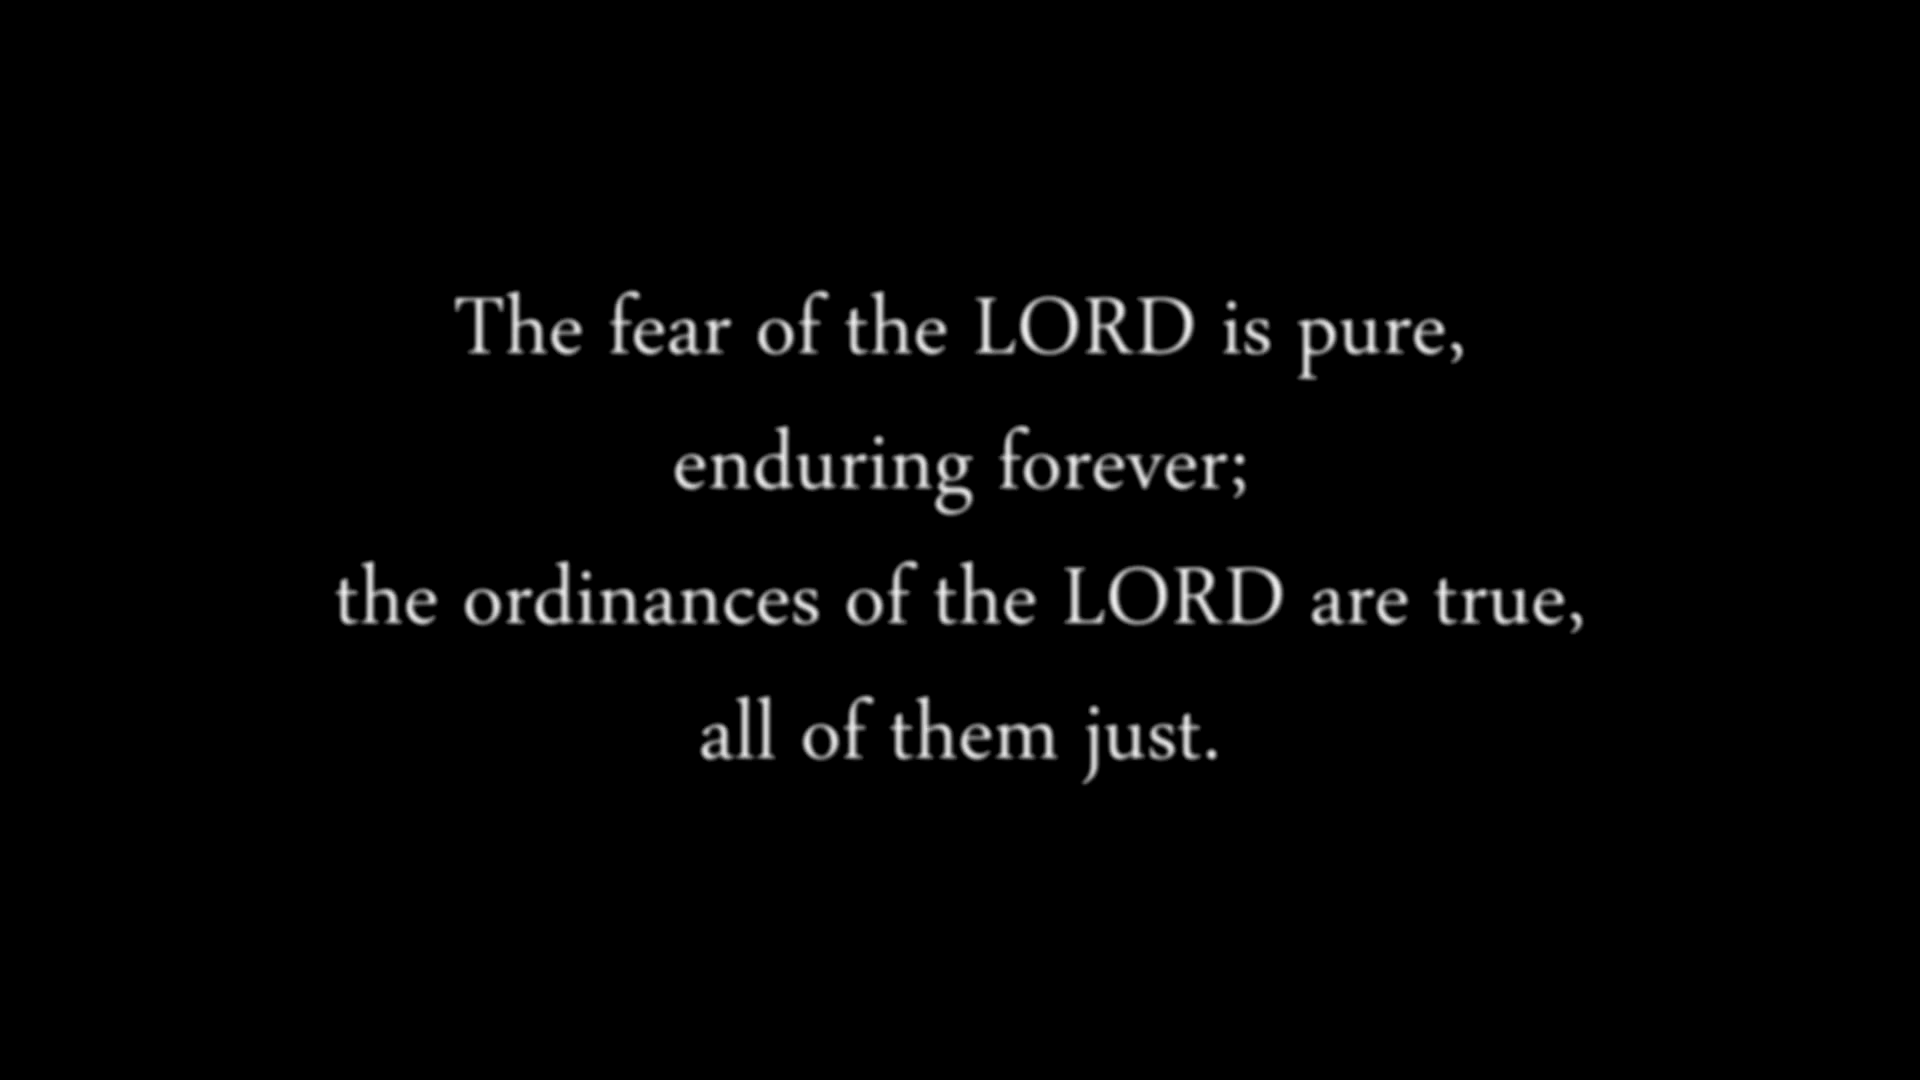 The fear of the LORD is pure,
enduring forever;
the ordinances of the LORD are true,
all of them just.